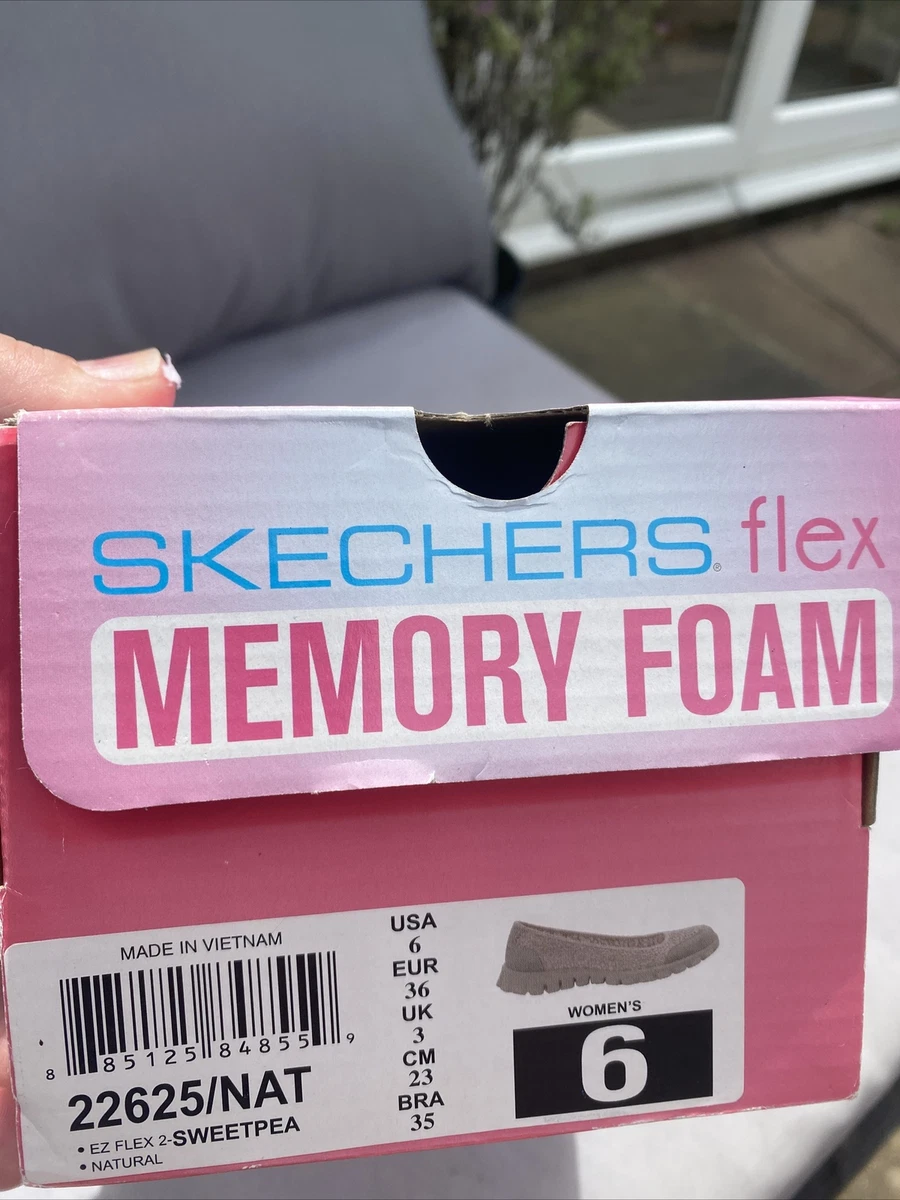 SKECHERS® flex
MEMORY FOAM
MADE IN VIETNAM
8 85125 84855 9
22625/NAT
• EZ FLEX 2-SWEETPEA
• NATURAL
USA
6
EUR
36
UK
3
CM
23
BRA
35
WOMEN'S
6